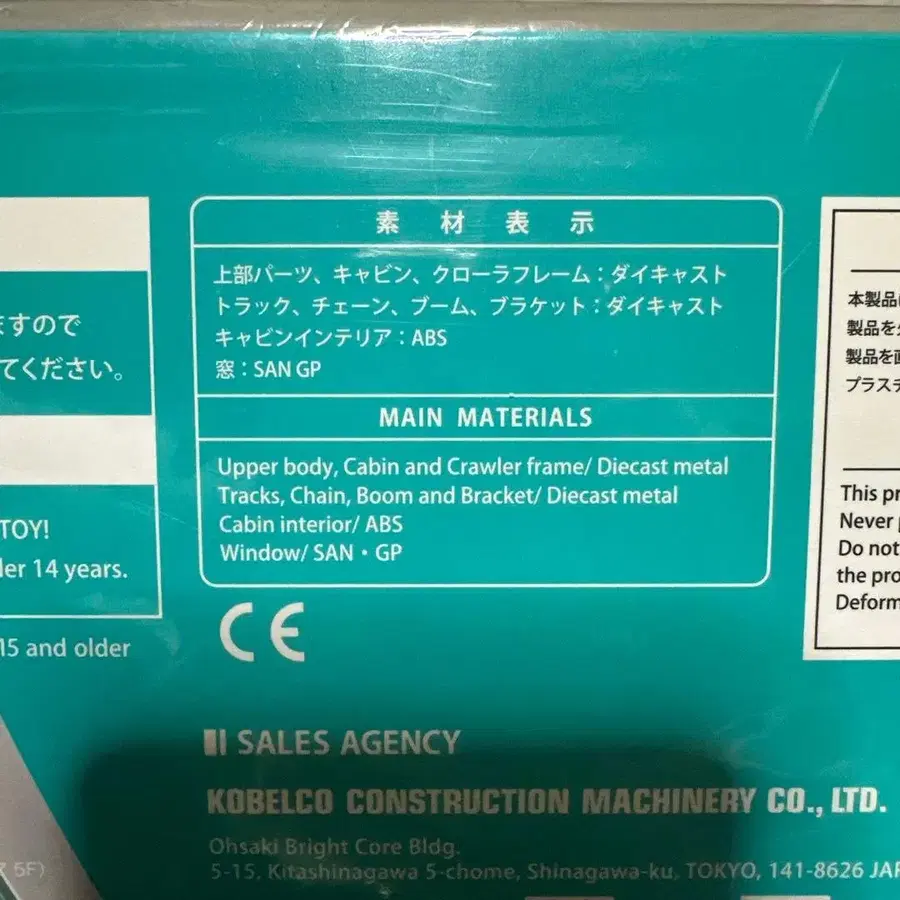 ますので
てください。
TOY!
14 years.
15 and older
5F)
素材表示
上部パーツ、キャビン、クローラフレーム：ダイキャスト
トラック、チェーン、ブーム、ブラケット：ダイキャスト
キャビンインテリア：ABS
窓：SAN GP
MAIN MATERIALS
Upper body, Cabin and Crawler frame/ Diecast metal
Tracks, Chain, Boom and Bracket/ Diecast metal
Cabin interior/ ABS
Window/ SAN・GP
CE
SALES AGENCY
KOBELCO CONSTRUCTION MACHINERY CO., LTD.
Ohsaki Bright Core Bldg.
5-15, Kitashinagawa 5-chome, Shinagawa-ku, TOKYO, 141-8626
本製品
製品を
製品を
プラス
This
Never
Do not
the